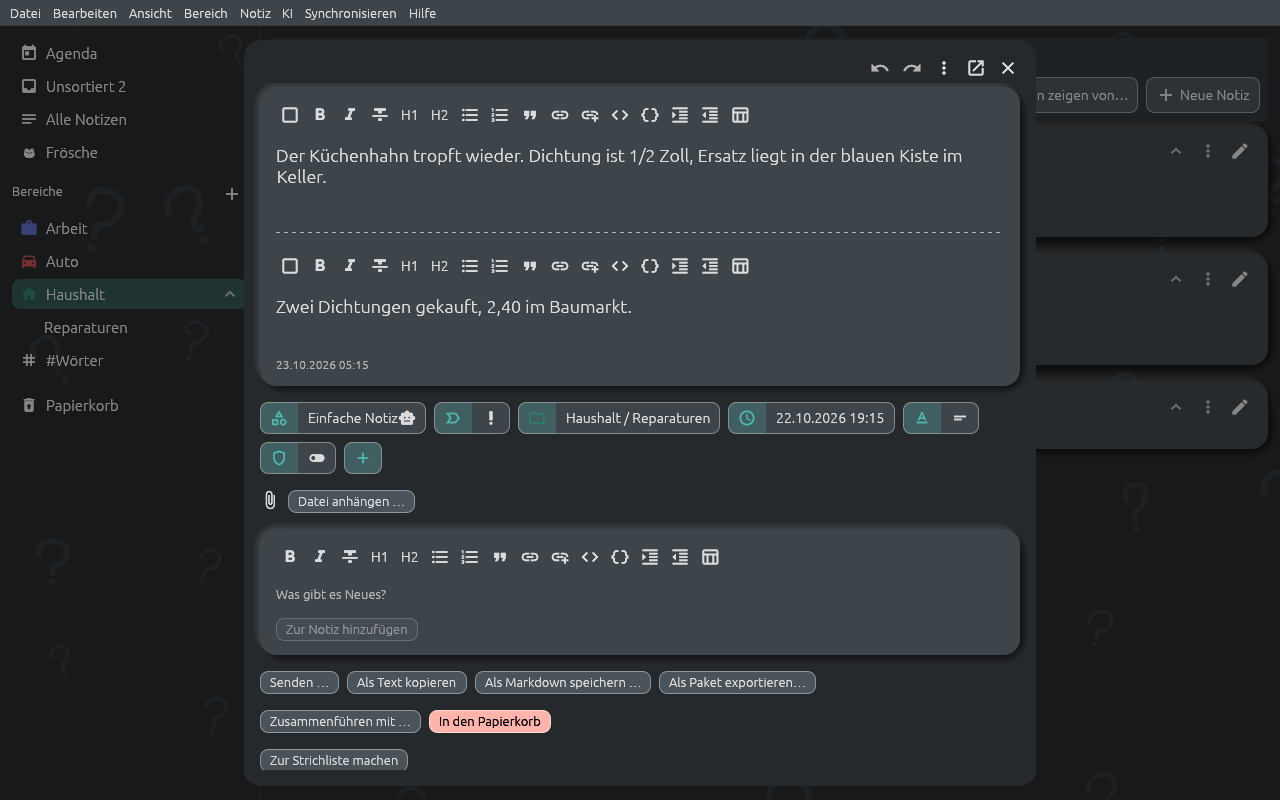 Datei Bearbeiten Ansicht Bereich Notiz KI Synchronisieren Hilfe
Agenda
Unsortiert 2
Alle Notizen
Frösche
Bereiche
Arbeit
Auto
Haushalt
Reparaturen
#Wörter
Papierkorb
n zeigen von…
Neue Notiz
B I H1 H2
Der Küchenhahn tropft wieder. Dichtung ist 1/2 Zoll, Ersatz liegt in der blauen Kiste im
Keller.
B I H1 H2
Zwei Dichtungen gekauft, 2,40 im Baumarkt.
23.10.2026 05:15
Einfache Notiz
Haushalt / Reparaturen
22.10.2026 19:15
Datei anhängen …
B I H1 H2
Was gibt es Neues?
Zur Notiz hinzufügen
Senden …
Als Text kopieren
Als Markdown speichern …
Als Paket exportieren…
Zusammenführen mit …
In den Papierkorb
Zur Strichliste machen